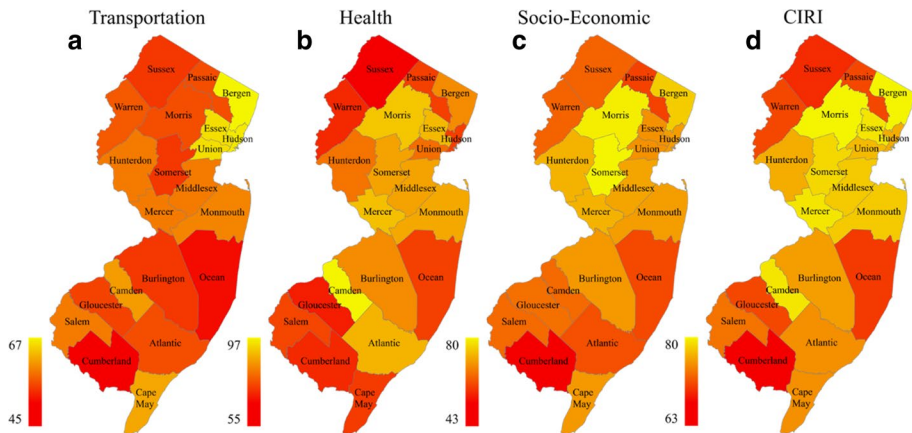 Transportation
Health
Socio-Economic
CIRI
a
b
c
d
Sussex
Passaic
Bergen
Warren
Morris
Essex
Hudson
Union
Hunterdon
Somerset
Middlesex
Mercer
Monmouth
Burlington
Ocean
Camden
Gloucester
Salem
Atlantic
Cumberland
Cape
May
67
45
Sussex
Passaic
Bergen
Warren
Morris
Essex
Hudson
Union
Hunterdon
Somerset
Middlesex
Mercer
Monmouth
Burlington
Ocean
Camden
Gloucester
Salem
Atlantic
Cumberland
Cape
May
97
55
Sussex
Passaic
Bergen
Warren
Morris
Essex
Hudson
Union
Hunterdon
Somerset
Middlesex
Mercer
Monmouth
Burlington
Ocean
Camden
Gloucester
Salem
Atlantic
Cumberland
Cape
May
80
43
Sussex
Passaic
Bergen
Warren
Morris
Essex
Hudson
Union
Hunterdon
Somerset
Middlesex
Mercer
Monmouth
Burlington
Ocean
Camden
Gloucester
Salem
Atlantic
Cumberland
Cape
May
80
63